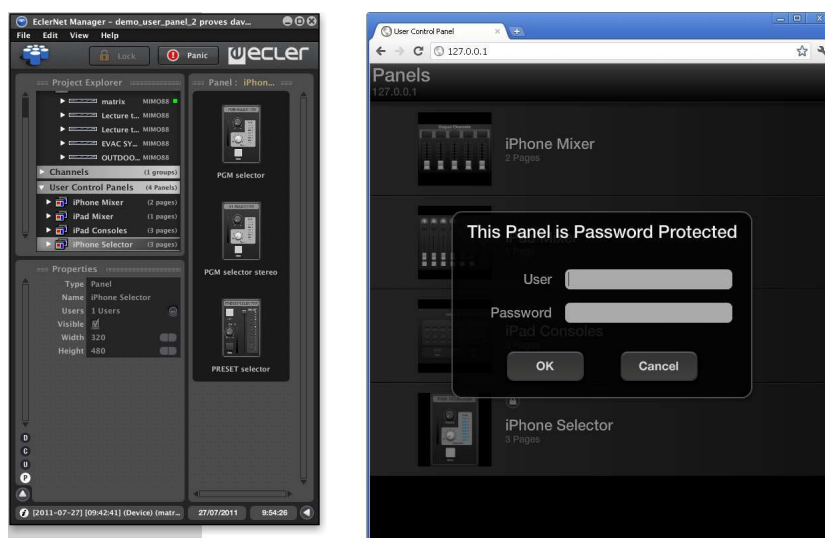 EclerNet Manager - demo_user_panel_2 proves dav...
File Edit View Help
Lock
Panic
ecler
Project Explorer
matrix MIMO88
Lecture t... MIMO88
Lecture t... MIMO88
EVAC SY... MIMO88
OUTDOO... MIMO88
Channels (1 groups)
User Control Panels (4 Panels)
iPhone Mixer (2 pages)
iPad Mixer (1 pages)
iPad Consoles (3 pages)
iPhone Selector (3 pages)
Properties
Type Panel
Name iPhone Selector
Users 1 Users
Visible
Width 320
Height 480
D
C
U
P
Panel : iPhon...
PGM selector
PGM selector stereo
PRESET selector
[2011-07-27] [09:42:41] (Device) (matr...
27/07/2011
9:54:26
User Control Panel
127.0.0.1
Panels
127.0.0.1
iPhone Mixer
2 Pages
This Panel is Password Protected
User
Password
OK
Cancel
iPad Consoles
iPhone Selector
3 Pages